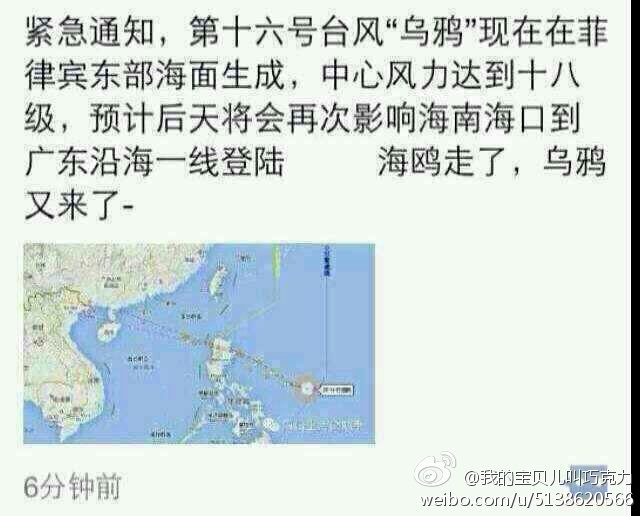 紧急通知，第十六号台风“乌鸦”现在在菲
律宾东部海面生成，中心风力达到十八
级，预计后天将会再次影响海南海口到
广东沿海一线登陆 海鸥走了，乌鸦
又来了-
6分钟前
@我的宝贝儿叫巧克力
weibo.com/u/5138620568